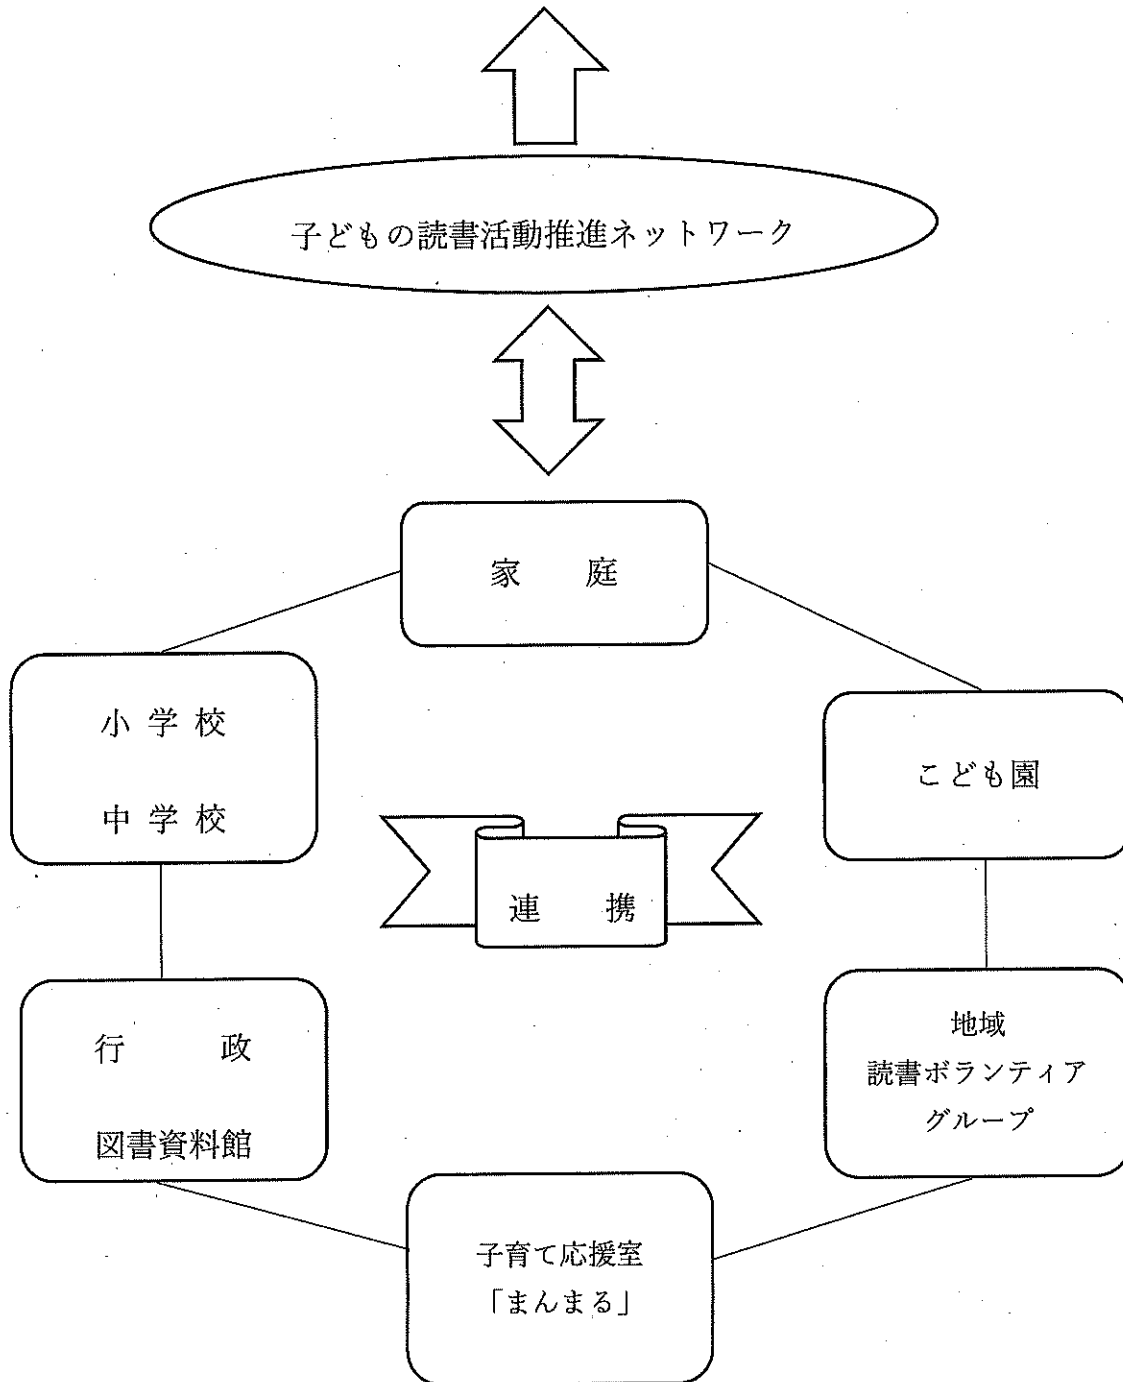 子どもの読書活動推進ネットワーク
家　庭
小 学 校
中 学 校
こども園
連　携
行　政
図書資料館
地域
読書ボランティア
グループ
子育て応援室
「まんまる」